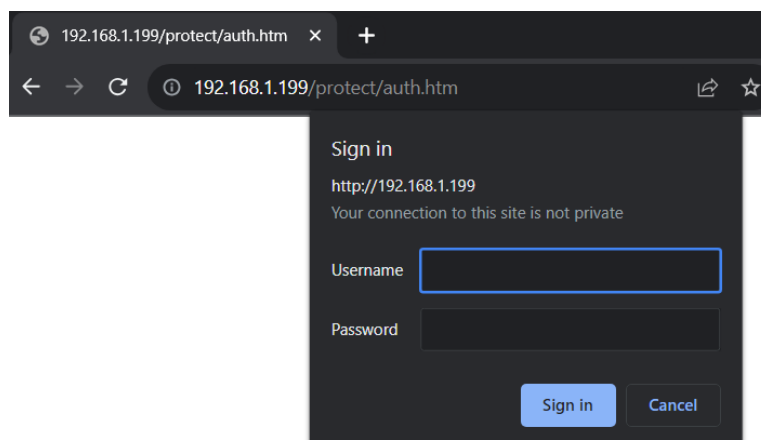 192.168.1.199/protect/auth.htm
192.168.1.199/protect/auth.htm
Sign in
http://192.168.1.199
Your connection to this site is not private
Username
Password
Sign in Cancel